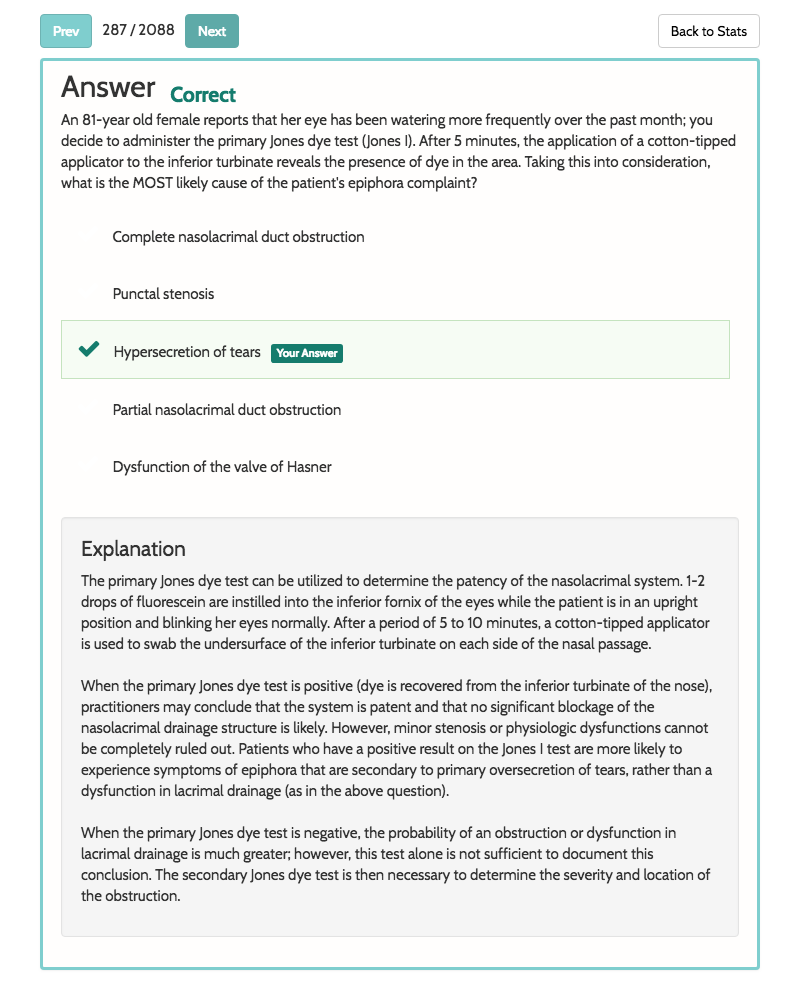 Prev 287 / 2088 Next Back to Stats
Answer Correct
An 81-year old female reports that her eye has been watering more frequently over the past month; you
decide to administer the primary Jones dye test (Jones I). After 5 minutes, the application of a cotton-tipped
applicator to the inferior turbinate reveals the presence of dye in the area. Taking this into consideration,
what is the MOST likely cause of the patient's epiphora complaint?
Complete nasolacrimal duct obstruction
Punctal stenosis
Hypersecretion of tears Your Answer
Partial nasolacrimal duct obstruction
Dysfunction of the valve of Hasner
Explanation
The primary Jones dye test can be utilized to determine the patency of the nasolacrimal system. 1-2
drops of fluorescein are instilled into the inferior fornix of the eyes while the patient is in an upright
position and blinking her eyes normally. After a period of 5 to 10 minutes, a cotton-tipped applicator
is used to swab the undersurface of the inferior turbinate on each side of the nasal passage.
When the primary Jones dye test is positive (dye is recovered from the inferior turbinate of the nose),
practitioners may conclude that the system is patent and that no significant blockage of the
nasolacrimal drainage structure is likely. However, minor stenosis or physiologic dysfunctions cannot
be completely ruled out. Patients who have a positive result on the Jones I test are more likely to
experience symptoms of epiphora that are secondary to primary oversecretion of tears, rather than a
dysfunction in lacrimal drainage (as in the above question).
When the primary Jones dye test is negative, the probability of an obstruction or dysfunction in
lacrimal drainage is much greater; however, this test alone is not sufficient to document this
conclusion. The secondary Jones dye test is then necessary to determine the severity and location of
the obstruction.